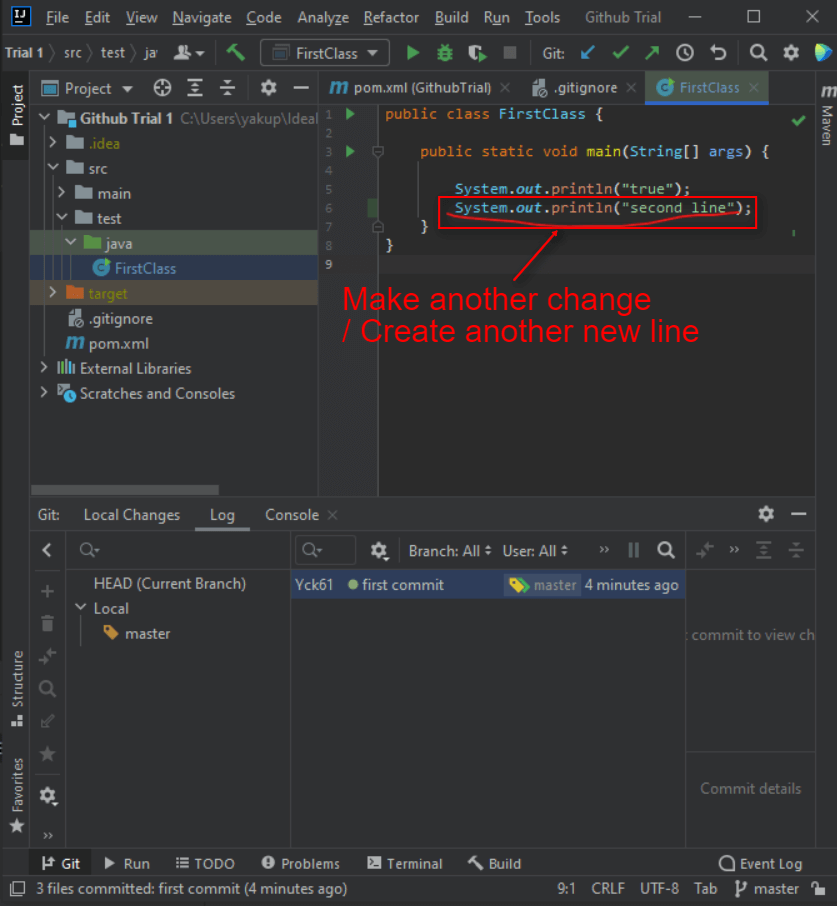 IJ File Edit View Navigate Code Analyze Refactor Build Run Tools Github Trial
Trial 1 src test ja FirstClass Git:
Project pom.xml (GithubTrial) .gitignore FirstClass
Project
Maven
Github Trial 1 C:\Users\yakup\Ideal
.idea
src
main
test
java
FirstClass
target
.gitignore
pom.xml
External Libraries
Scratches and Consoles
1 public class FirstClass {
2
3 public static void main(String[] args) {
4
5 System.out.println("true");
6 System.out.println("second line");
7 }
8 }
9
Make another change
/ Create another new line
Git: Local Changes Log Console
Branch: All User: All
HEAD (Current Branch)
Local
master
Yck61 first commit master 4 minutes ago
commit to view ch
Commit details
Structure
Favorites
Git Run TODO Problems Terminal Build Event Log
3 files committed: first commit (4 minutes ago) 9:1 CRLF UTF-8 Tab master